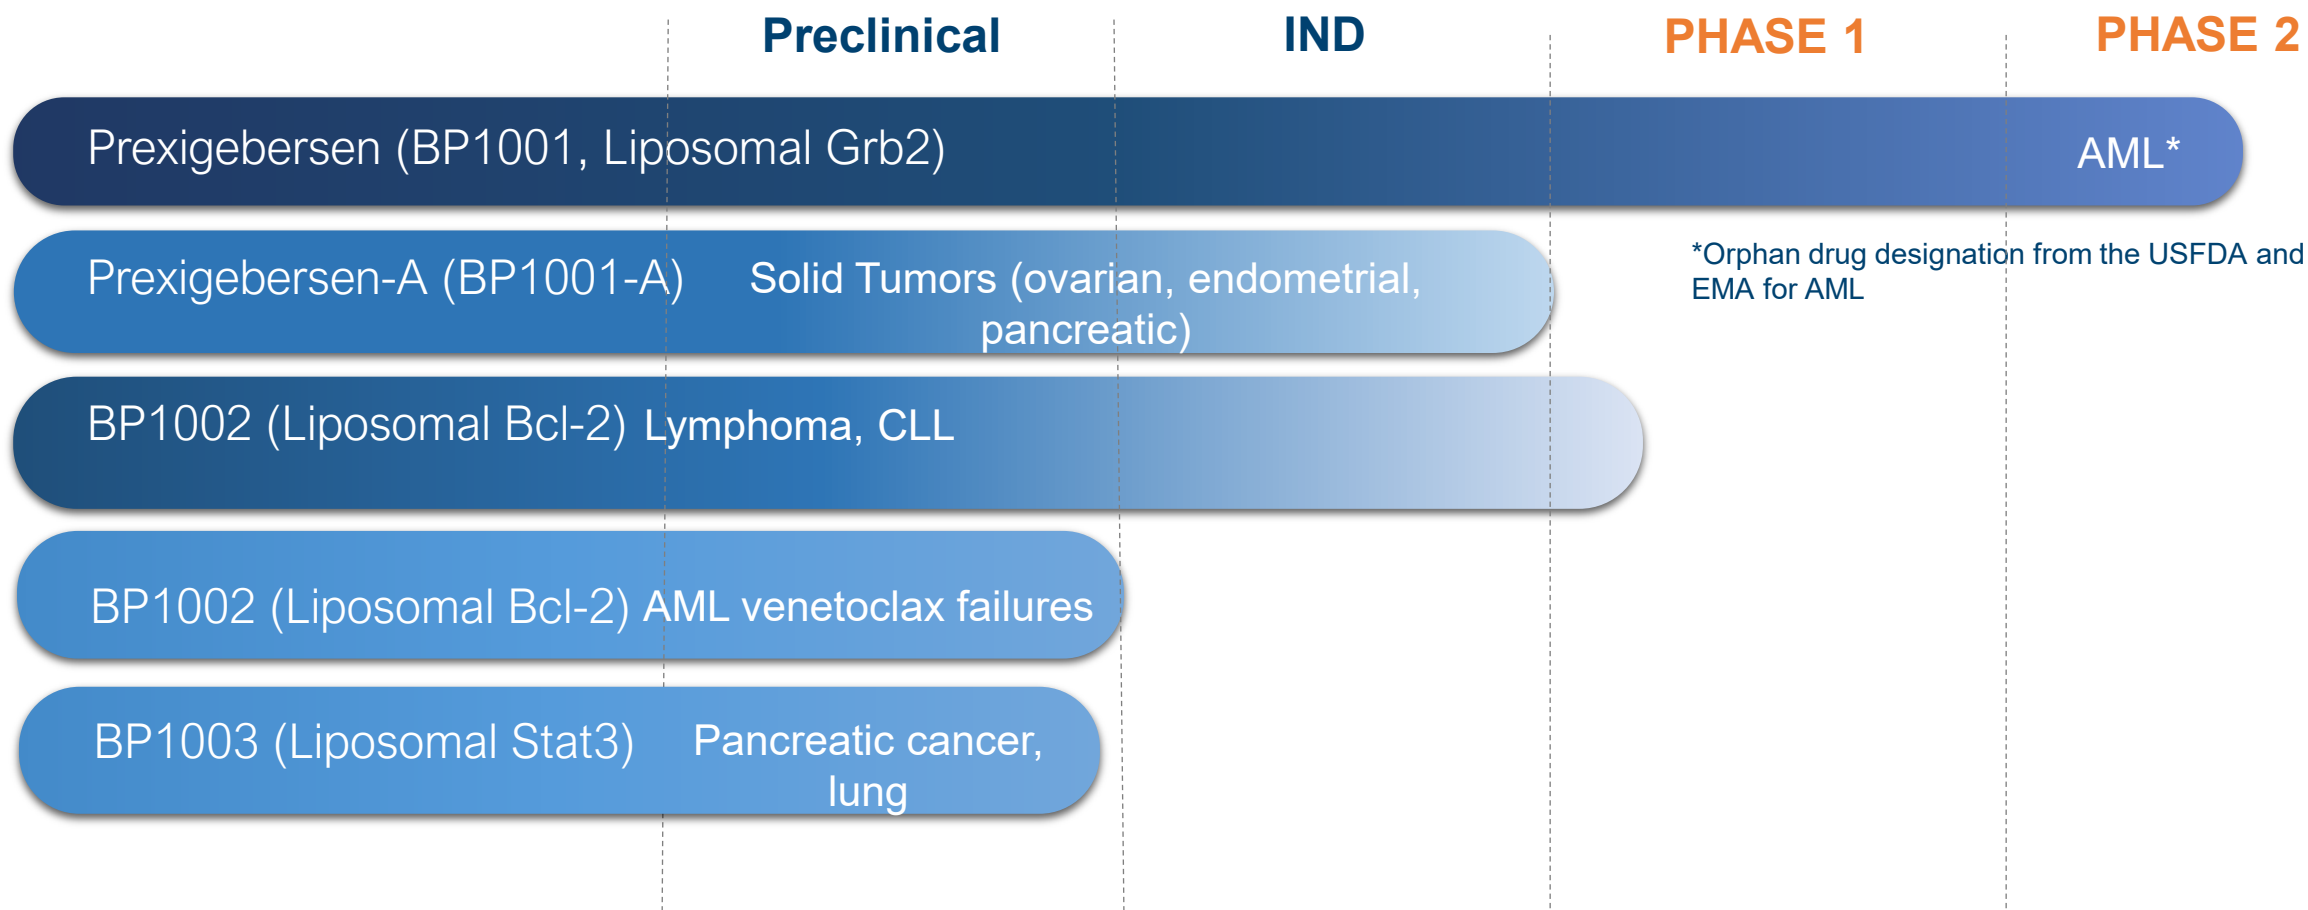 Preclinical IND PHASE 1 PHASE 2
Prexigebersen (BP1001, Liposomal Grb2) AML*
Prexigebersen-A (BP1001-A) Solid Tumors (ovarian, endometrial,
pancreatic)
*Orphan drug designation from the USFDA and
EMA for AML
BP1002 (Liposomal Bcl-2) Lymphoma, CLL
BP1002 (Liposomal Bcl-2) AML venetoclax failures
BP1003 (Liposomal Stat3) Pancreatic cancer,
lung